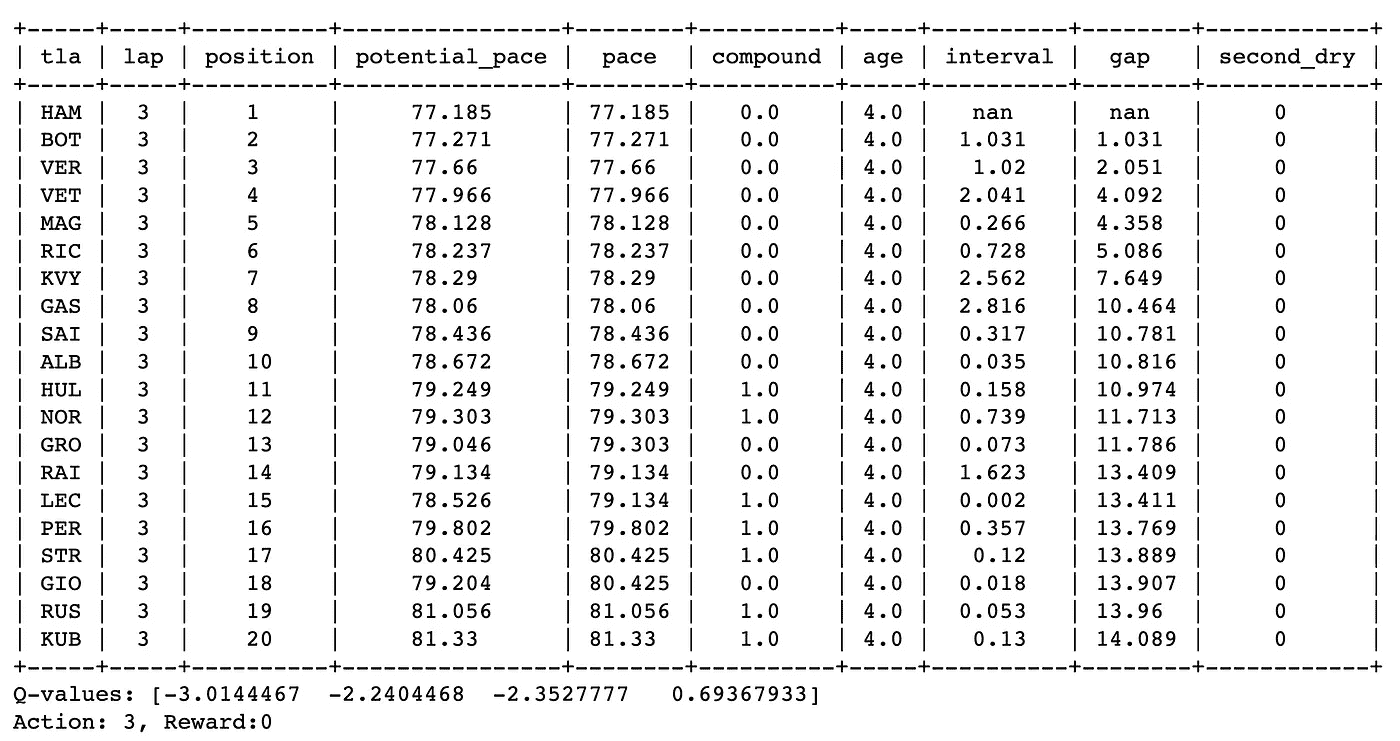 +-----+-----+----------+----------------+--------+----------+-----+----------+--------+------------+
| tla | lap | position | potential_pace | pace | compound | age | interval | gap | second_dry |
+-----+-----+----------+----------------+--------+----------+-----+----------+--------+------------+
| HAM | 3 | 1 | 77.185 | 77.185 | 0.0 | 4.0 | nan | nan | 0 |
| BOT | 3 | 2 | 77.271 | 77.271 | 0.0 | 4.0 | 1.031 | 1.031 | 0 |
| VER | 3 | 3 | 77.66 | 77.66 | 0.0 | 4.0 | 1.02 | 2.051 | 0 |
| VET | 3 | 4 | 77.966 | 77.966 | 0.0 | 4.0 | 2.041 | 4.092 | 0 |
| MAG | 3 | 5 | 78.128 | 78.128 | 0.0 | 4.0 | 0.266 | 4.358 | 0 |
| RIC | 3 | 6 | 78.237 | 78.237 | 0.0 | 4.0 | 0.728 | 5.086 | 0 |
| KVY | 3 | 7 | 78.29 | 78.29 | 0.0 | 4.0 | 2.562 | 7.649 | 0 |
| GAS | 3 | 8 | 78.06 | 78.06 | 0.0 | 4.0 | 2.816 | 10.464 | 0 |
| SAI | 3 | 9 | 78.436 | 78.436 | 0.0 | 4.0 | 0.317 | 10.781 | 0 |
| ALB | 3 | 10 | 78.672 | 78.672 | 0.0 | 4.0 | 0.035 | 10.816 | 0 |
| HUL | 3 | 11 | 79.249 | 79.249 | 1.0 | 4.0 | 0.158 | 10.974 | 0 |
| NOR | 3 | 12 | 79.303 | 79.303 | 1.0 | 4.0 | 0.739 | 11.713 | 0 |
| GRO | 3 | 13 | 79.046 | 79.303 | 0.0 | 4.0 | 0.073 | 11.786 | 0 |
| RAI | 3 | 14 | 79.134 | 79.134 | 0.0 | 4.0 | 1.623 | 13.409 | 0 |
| LEC | 3 | 15 | 78.526 | 79.134 | 1.0 | 4.0 | 0.002 | 13.411 | 0 |
| PER | 3 | 16 | 79.802 | 79.802 | 1.0 | 4.0 | 0.357 | 13.769 | 0 |
| STR | 3 | 17 | 80.425 | 80.425 | 1.0 | 4.0 | 0.12 | 13.889 | 0 |
| GIO | 3 | 18 | 79.204 | 80.425 | 0.0 | 4.0 | 0.018 | 13.907 | 0 |
| RUS | 3 | 19 | 81.056 | 81.056 | 1.0 | 4.0 | 0.053 | 13.96 | 0 |
| KUB | 3 | 20 | 81.33 | 81.33 | 1.0 | 4.0 | 0.13 | 14.089 | 0 |
+-----+-----+----------+----------------+--------+----------+-----+----------+--------+------------+
Q-values: [-3.0144467 -2.2404468 -2.3527777 0.69367933]
Action: 3, Reward:0